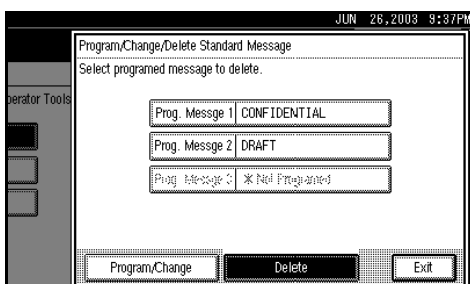 JUN 26,2003 9:37PM
Program/Change/Delete Standard Message
Select programed message to delete.
perator Tools
Prog. Messge 1 CONFIDENTIAL
Prog. Messge 2 DRAFT
Prog. Messge 3 ※ Not Programed
Program/Change Delete Exit